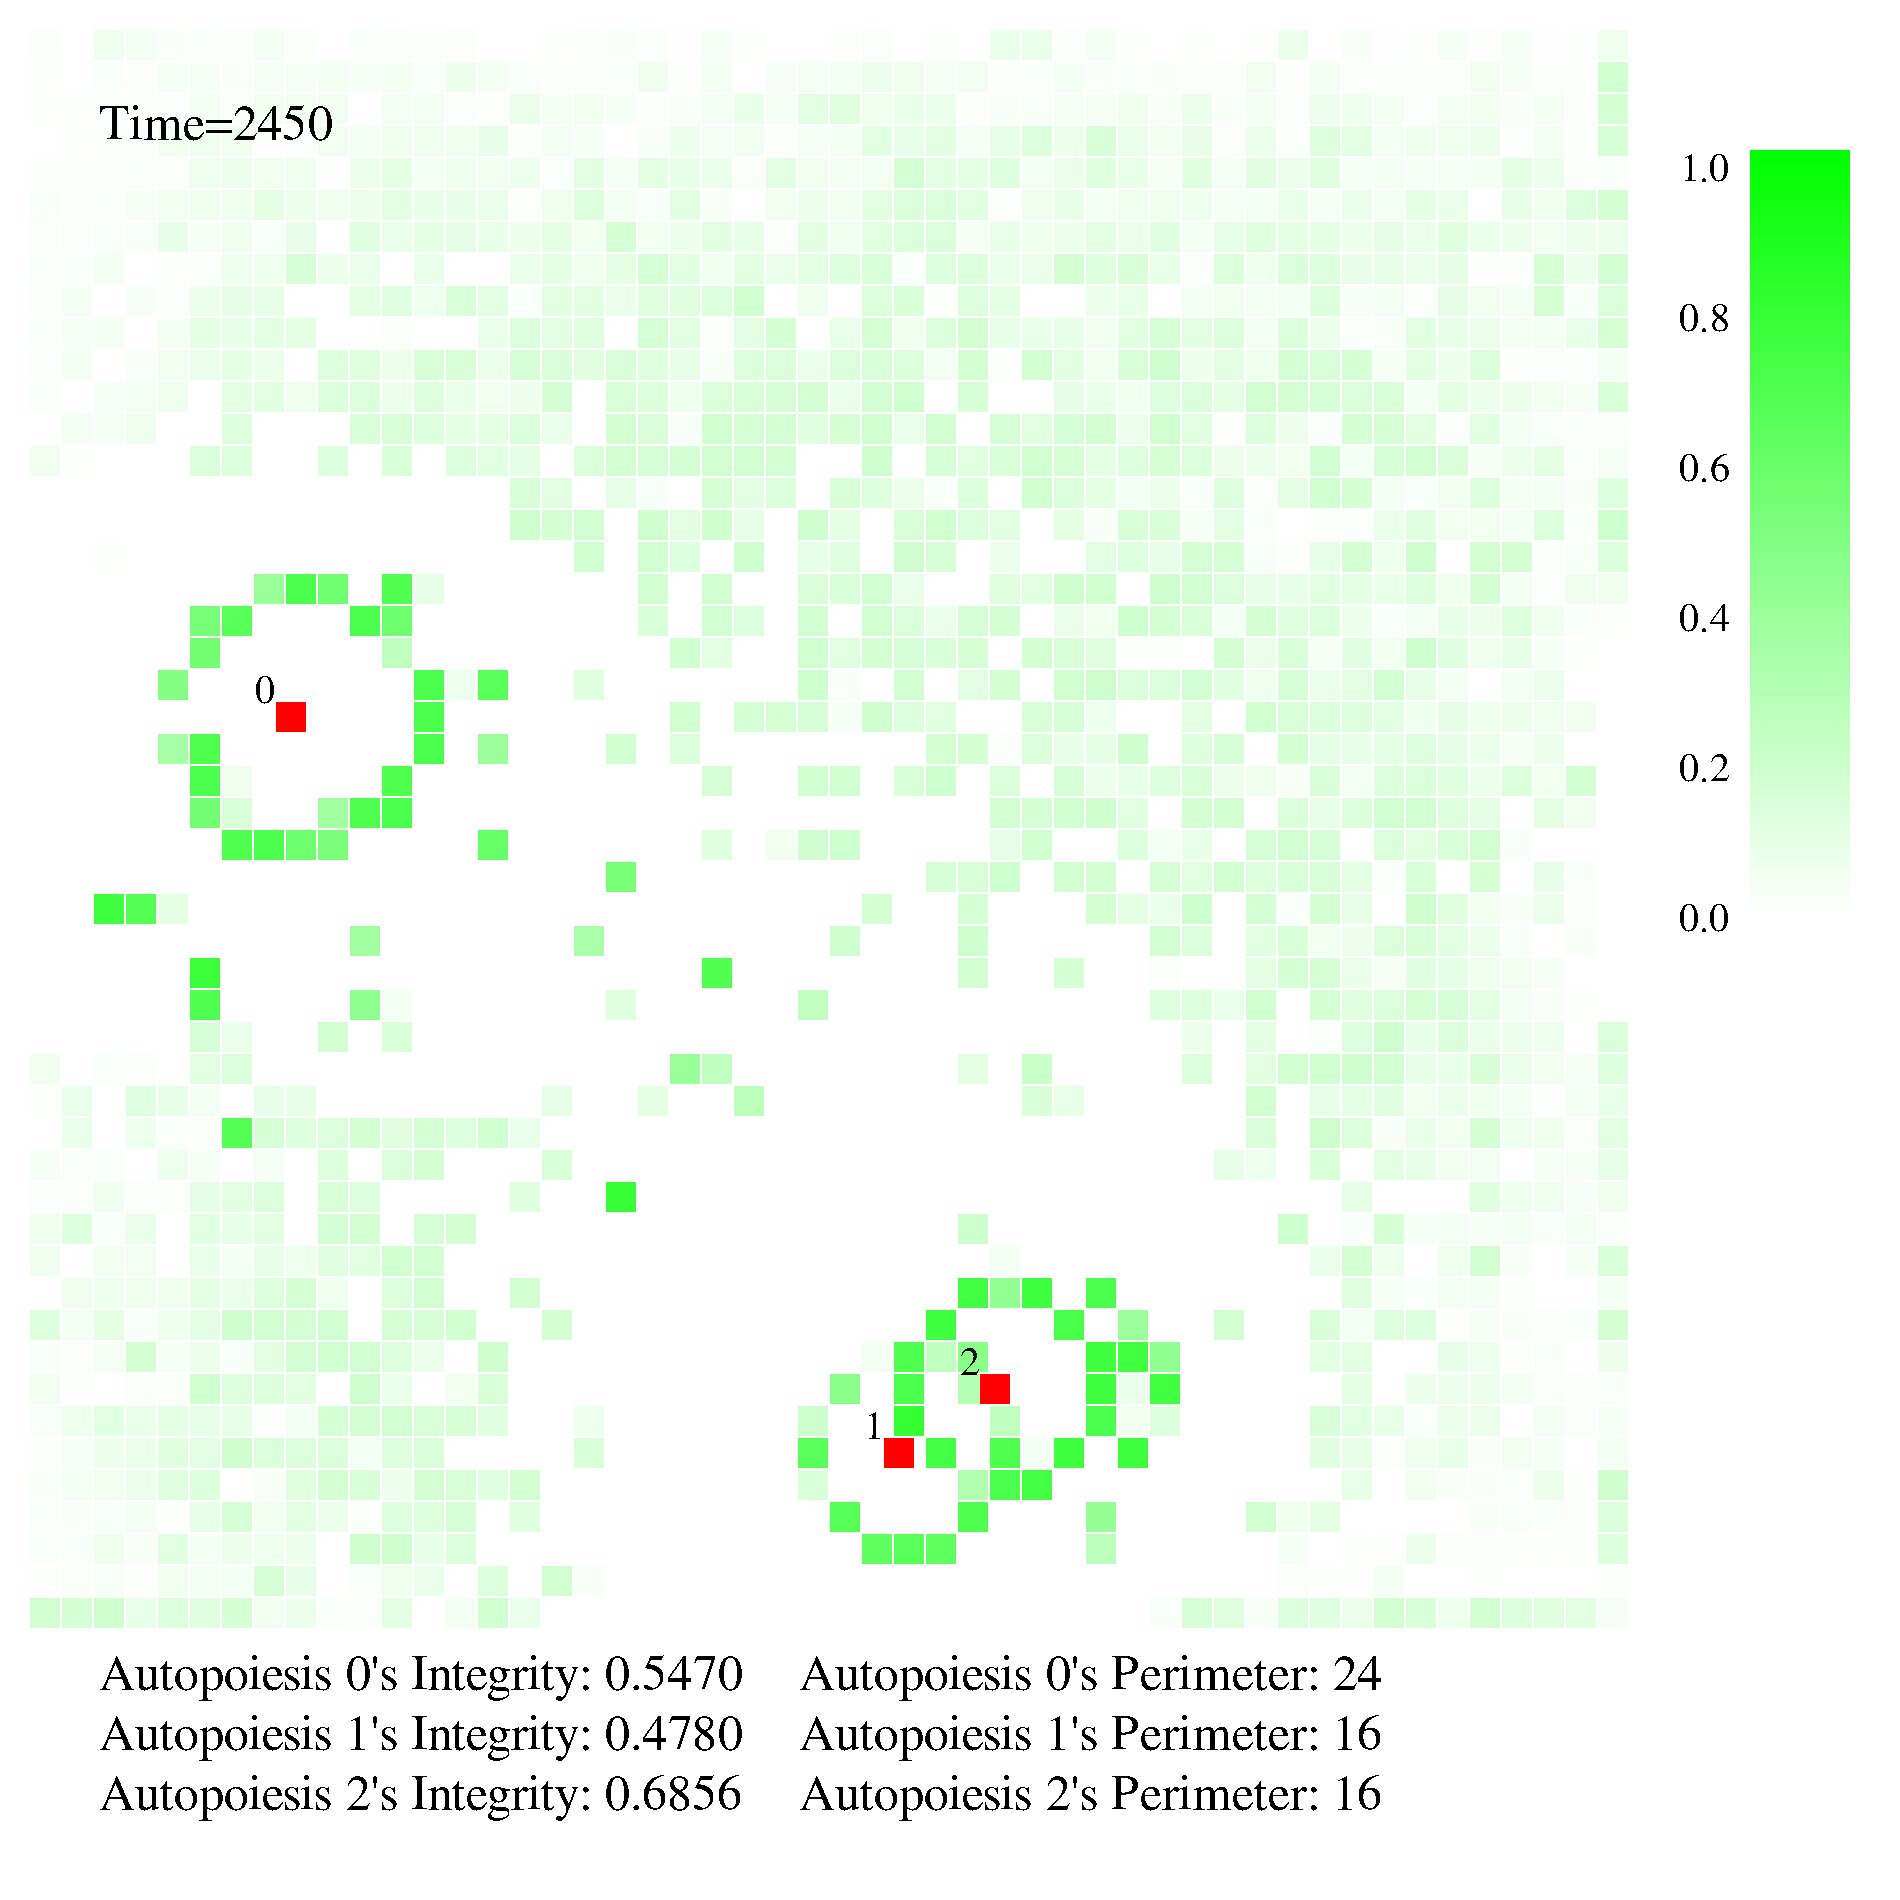 Time=2450
1.0
0.8
0.6
0.4
0.2
0.0
0
2
1
Autopoiesis 0's Integrity: 0.5470 Autopoiesis 0's Perimeter: 24
Autopoiesis 1's Integrity: 0.4780 Autopoiesis 1's Perimeter: 16
Autopoiesis 2's Integrity: 0.6856 Autopoiesis 2's Perimeter: 16